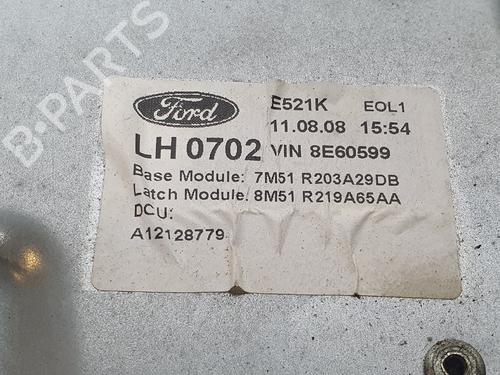 B-PARTS
Ford
E521K EOL1
11.08.08 15:54
LH 0702 VIN 8E60599
Base Module: 7M51 R203A29DB
Latch Module: 8M51 R219A65AA
DCU:
A12128779